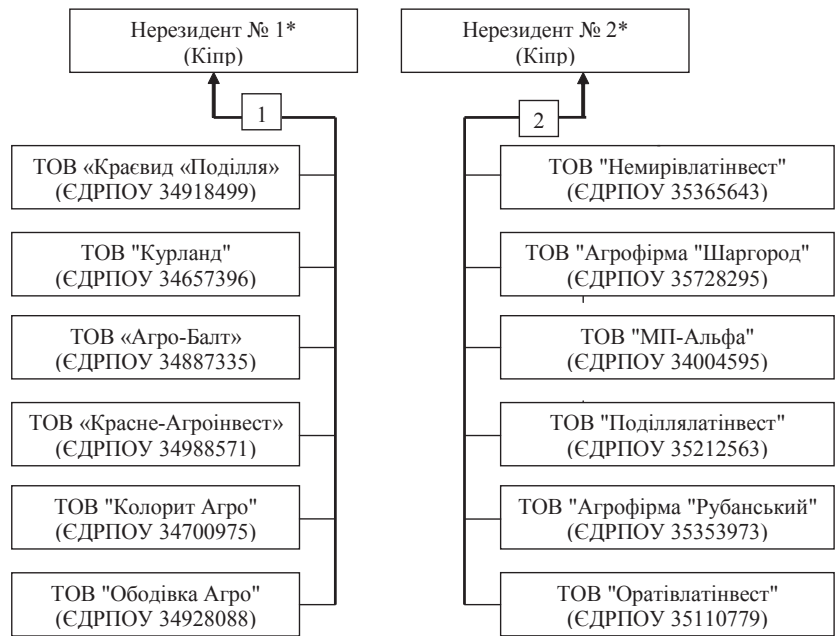 Нерезидент № 1*
(Кіпр)
1
ТОВ «Краєвид «Поділля»
(ЄДРПОУ 34918499)
ТОВ "Курланд"
(ЄДРПОУ 34657396)
ТОВ «Агро-Балт»
(ЄДРПОУ 34887335)
ТОВ «Красне-Агроінвест»
(ЄДРПОУ 34988571)
ТОВ "Колорит Агро"
(ЄДРПОУ 34700975)
ТОВ "Ободівка Агро"
(ЄДРПОУ 34928088)
Нерезидент № 2*
(Кіпр)
2
ТОВ "Немирівлатінвест"
(ЄДРПОУ 35365643)
ТОВ "Агрофірма "Шаргород"
(ЄДРПОУ 35728295)
ТОВ "МП-Альфа"
(ЄДРПОУ 34004595)
ТОВ "Поділлялатінвест"
(ЄДРПОУ 35212563)
ТОВ "Агрофірма "Рубанський"
(ЄДРПОУ 35353973)
ТОВ "Оратівлатінвест"
(ЄДРПОУ 35110779)